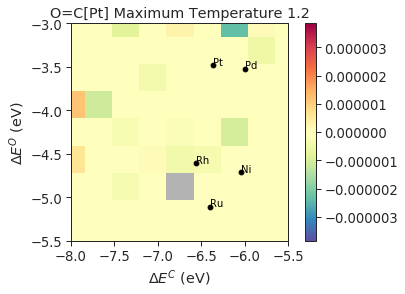 O=C[Pt] Maximum Temperature 1.2
−3.0
−3.5
−4.0
−4.5
−5.0
−5.5
ΔE^O (eV)
Pt
Pd
Rh
Ni
Ru
−8.0 −7.5 −7.0 −6.5 −6.0 −5.5
ΔE^C (eV)
0.000003
0.000002
0.000001
0.000000
−0.000001
−0.000002
−0.000003